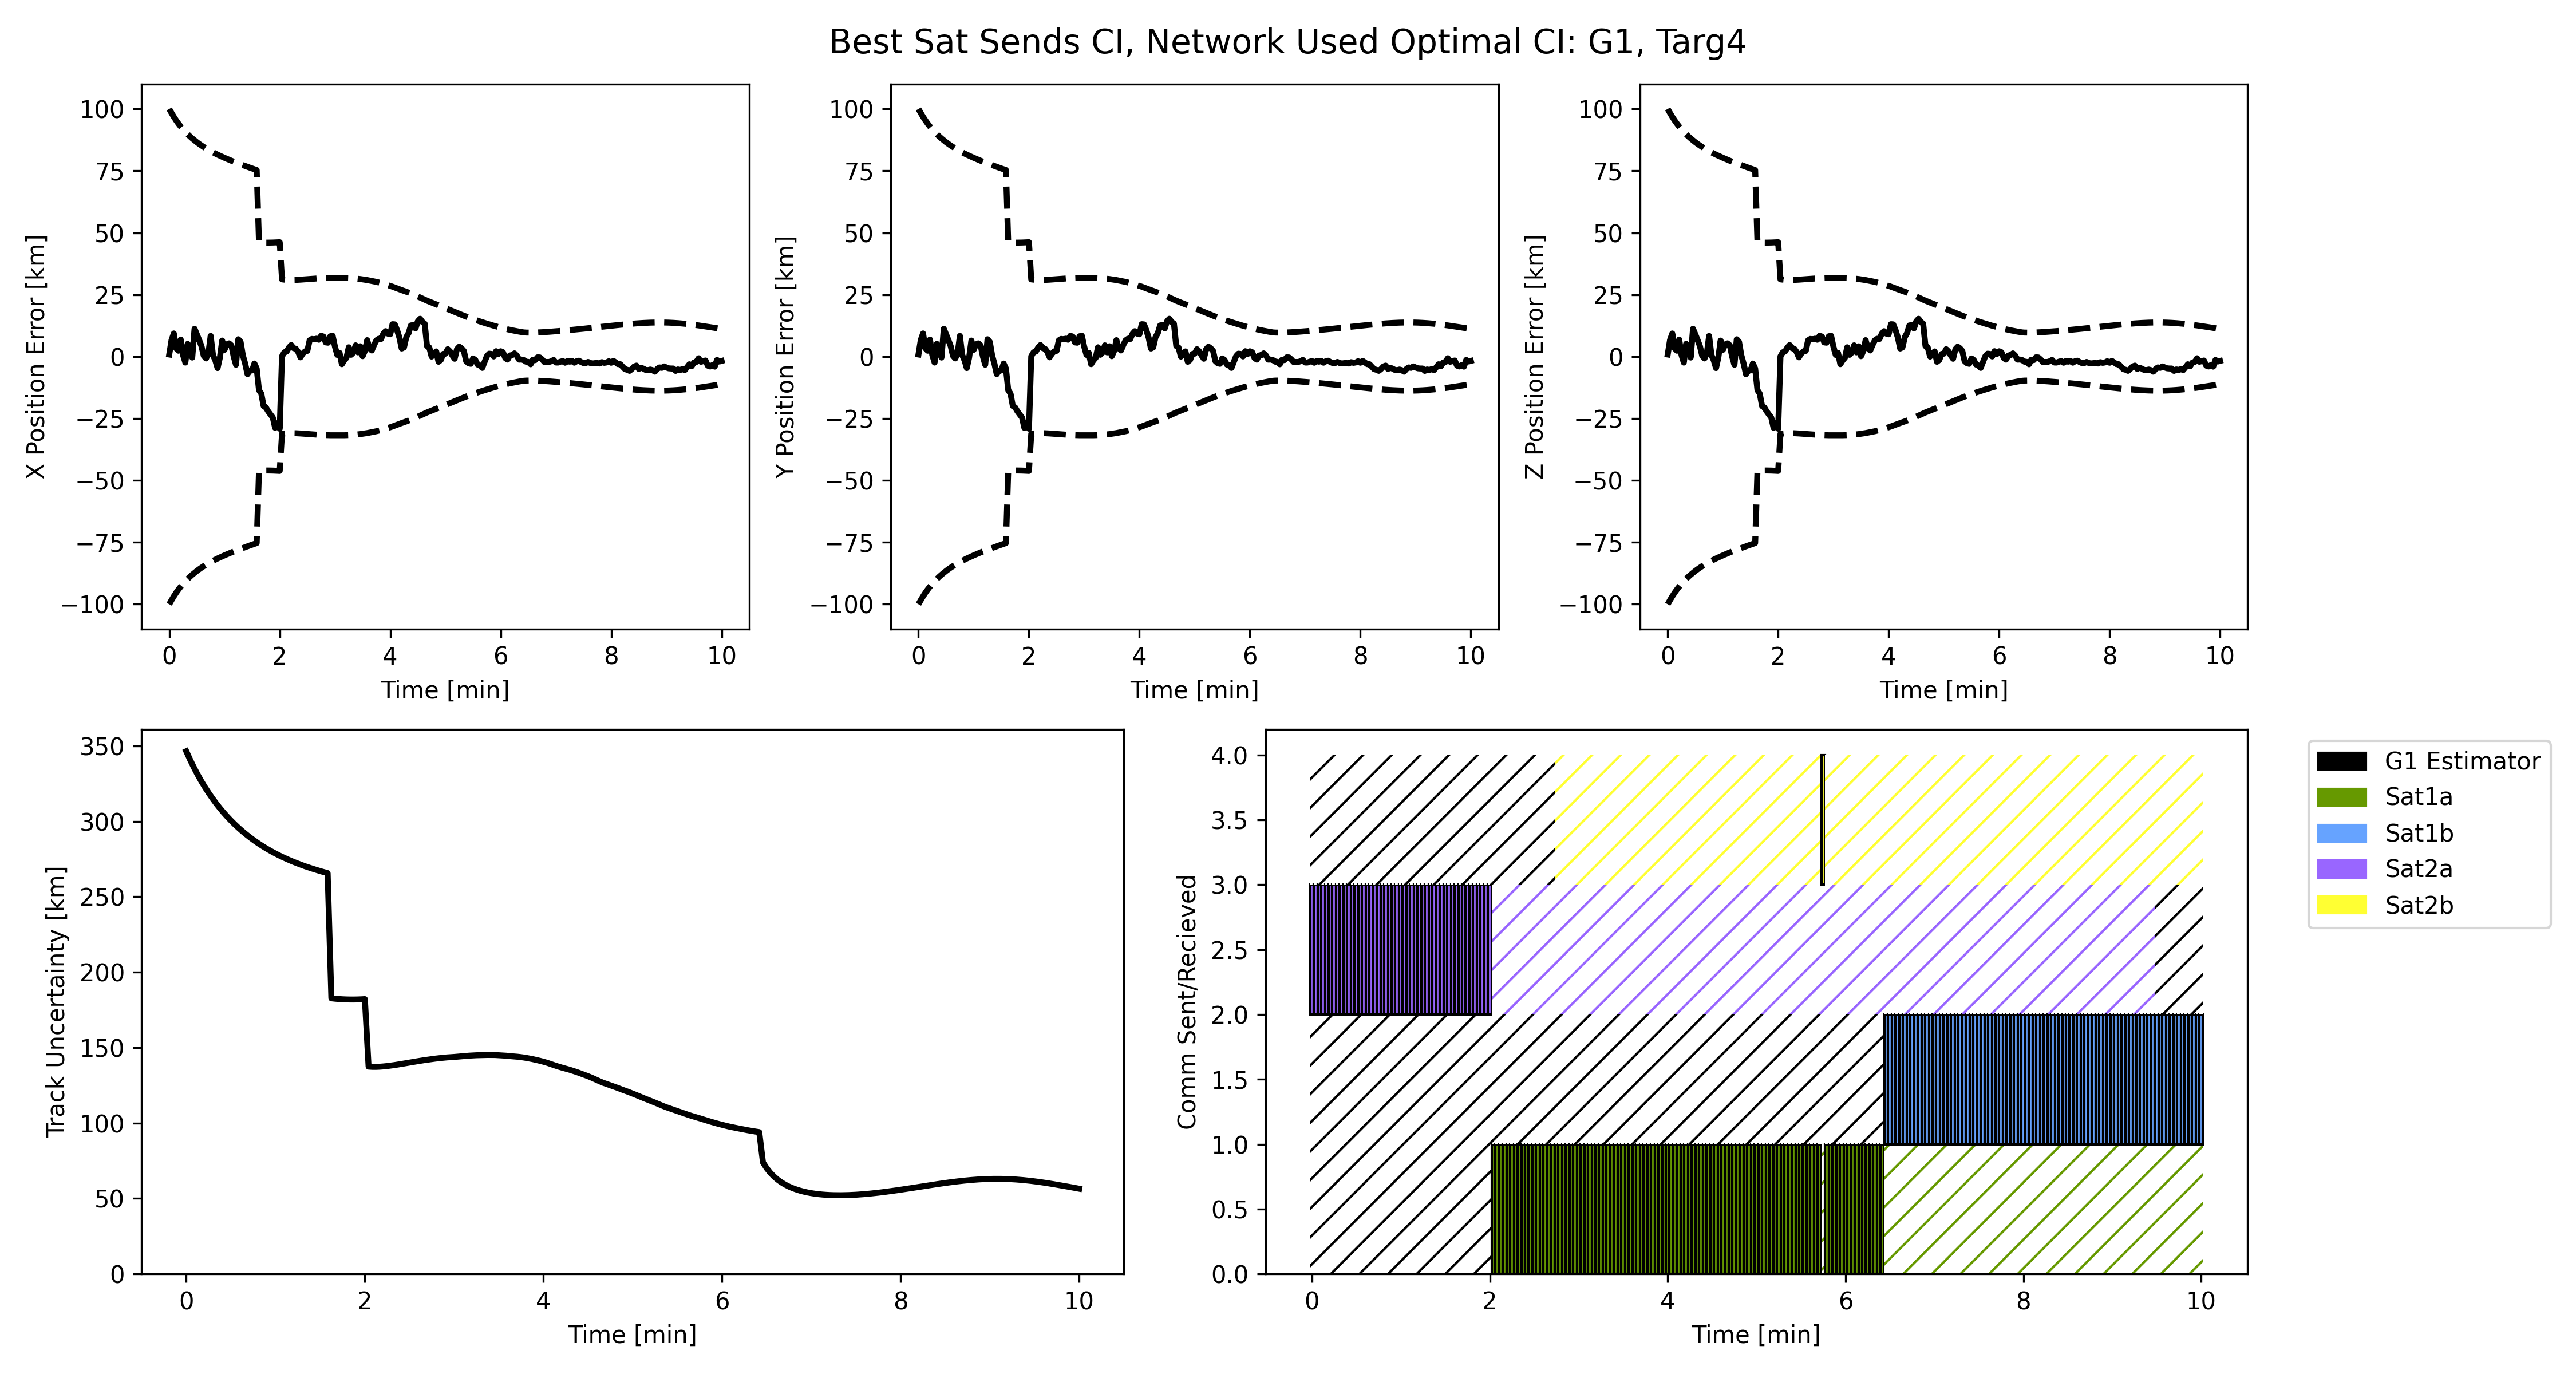 Best Sat Sends CI, Network Used Optimal CI: G1, Targ4
X Position Error [km]
100
75
50
25
0
−25
−50
−75
−100
0 2 4 6 8 10
Time [min]
Y Position Error [km]
100
75
50
25
0
−25
−50
−75
−100
0 2 4 6 8 10
Time [min]
Z Position Error [km]
100
75
50
25
0
−25
−50
−75
−100
0 2 4 6 8 10
Time [min]
Track Uncertainty [km]
350
300
250
200
150
100
50
0
0 2 4 6 8 10
Time [min]
Comm Sent/Recieved
4.0
3.5
3.0
2.5
2.0
1.5
1.0
0.5
0.0
0 2 4 6 8 10
Time [min]
G1 Estimator
Sat1a
Sat1b
Sat2a
Sat2b